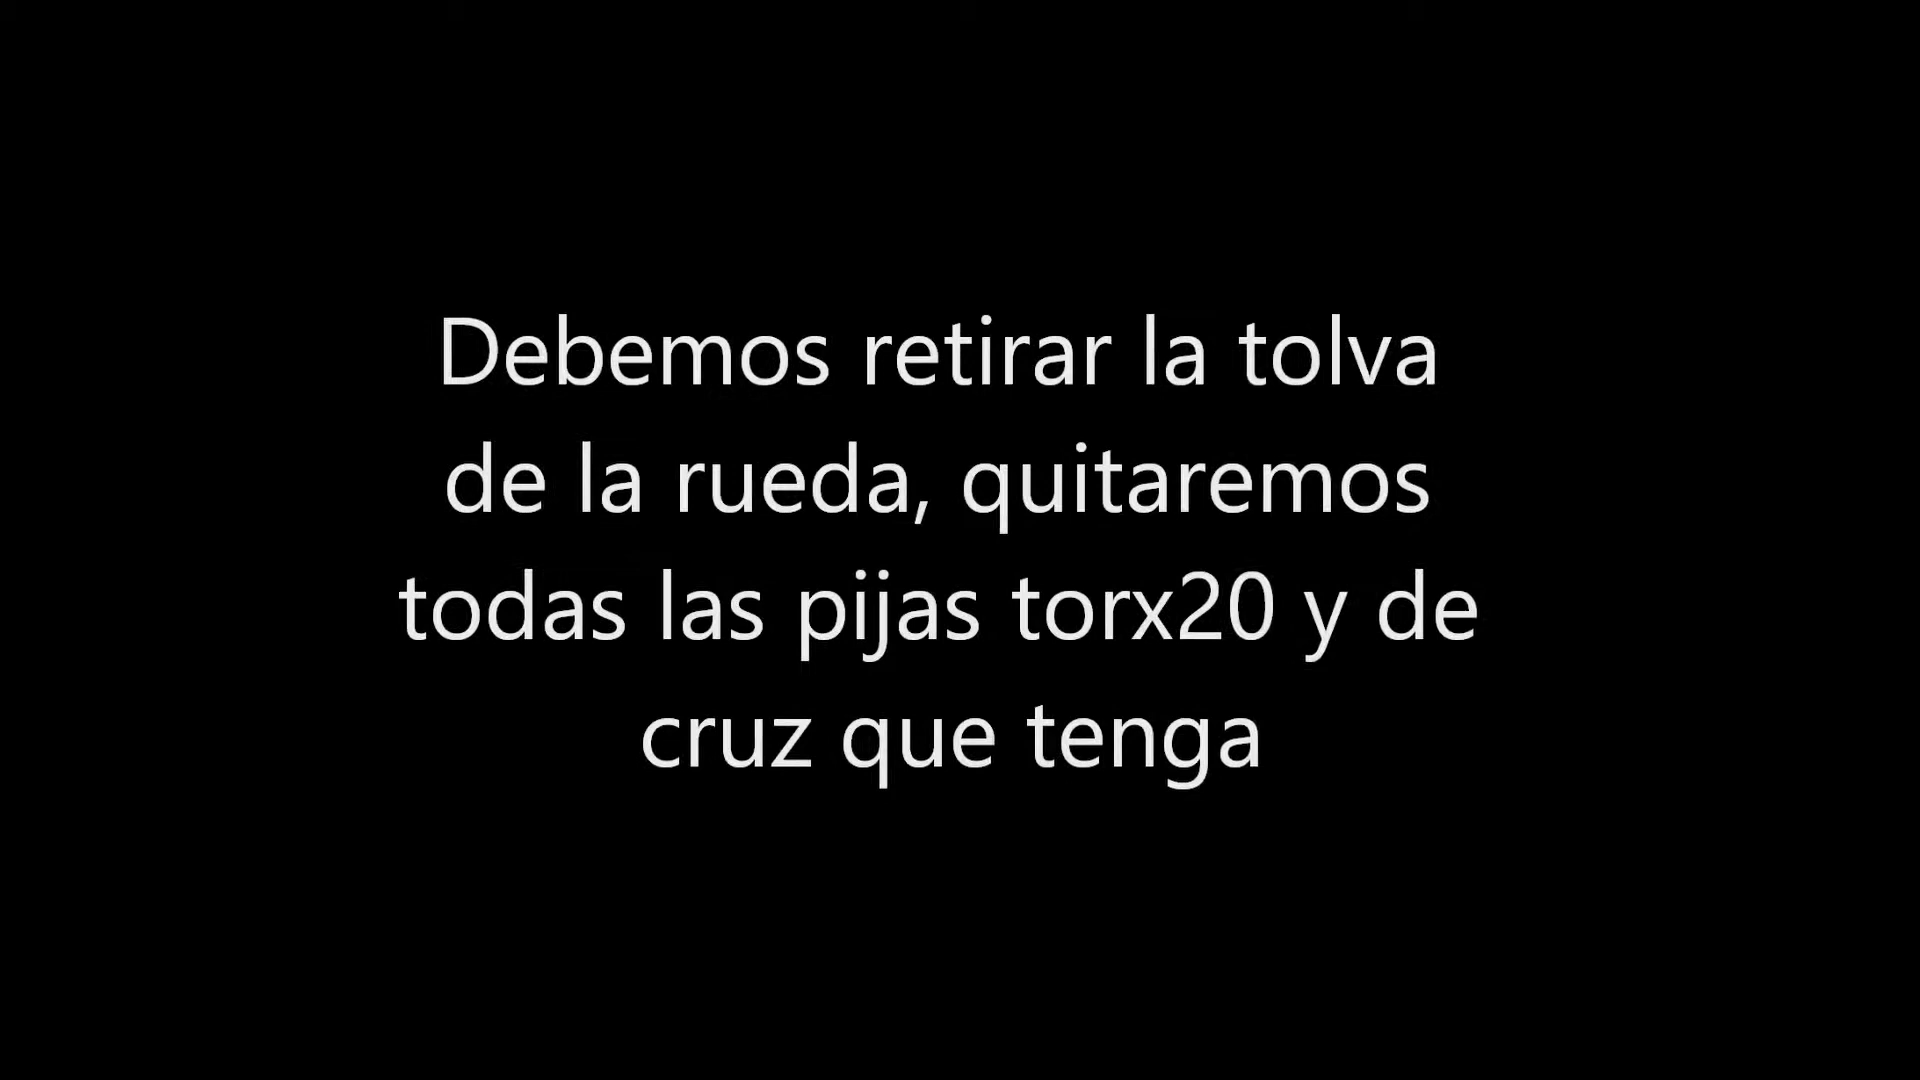 Debemos retirar la tolva
de la rueda, quitaremos
todas las pijas torx20 y de
cruz que tenga